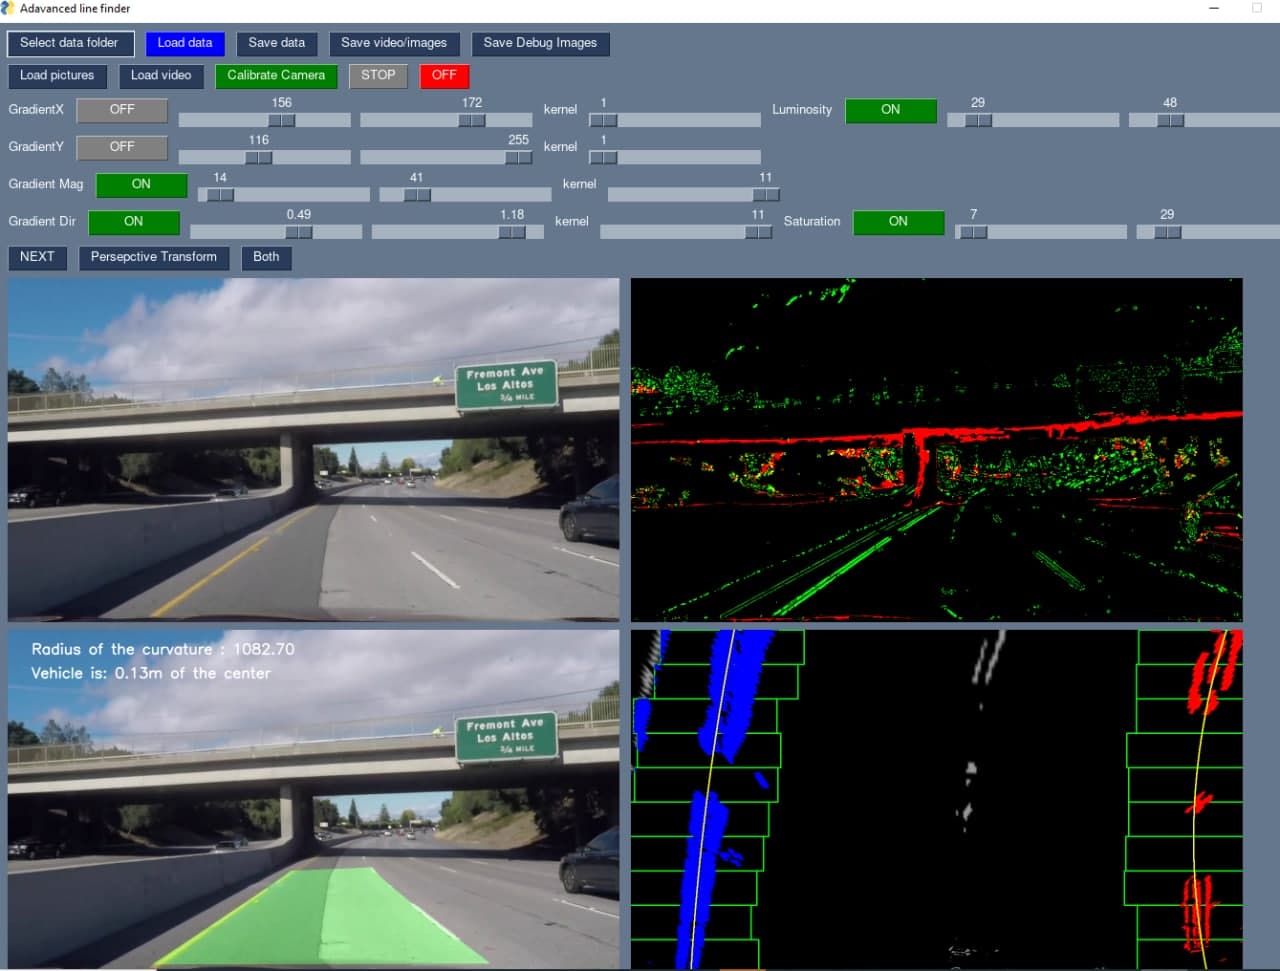 Adavanced line finder
Select data folder Load data Save data Save video/images Save Debug Images
Load pictures Load video Calibrate Camera STOP OFF
GradientX OFF 156 172 kernel 1 Luminosity ON 29 48
GradientY OFF 116 255 kernel 1
Gradient Mag ON 14 41 kernel 11
Gradient Dir ON 0.49 1.18 kernel 11 Saturation ON 7 29
NEXT Persepctive Transform Both
Fremont Ave
Los Altos
3/4 MILE
Radius of the curvature : 1082.70
Vehicle is: 0.13m of the center
Fremont Ave
Los Altos
3/4 MILE